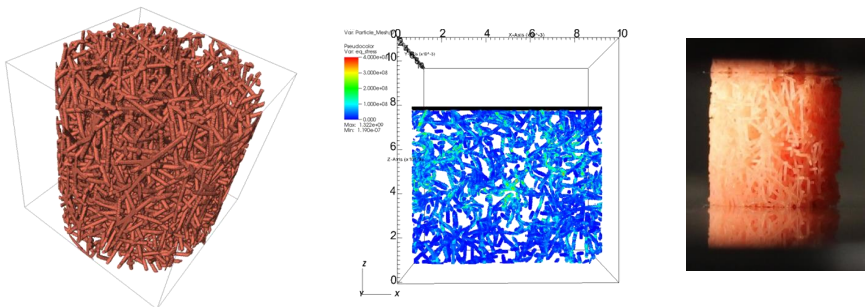 Var: Particle_Mesh
Pseudocolor
Var: eq_stress
4.000e+08
3.000e+08
2.000e+08
1.000e+08
0.000
Max: 1.522e+09
Min: 1.190e-07
0 2 4 6 8 10
X-Axis (x10^-3)
10
8
6
4
2
0
Z-Axis (x10
Z
Y X